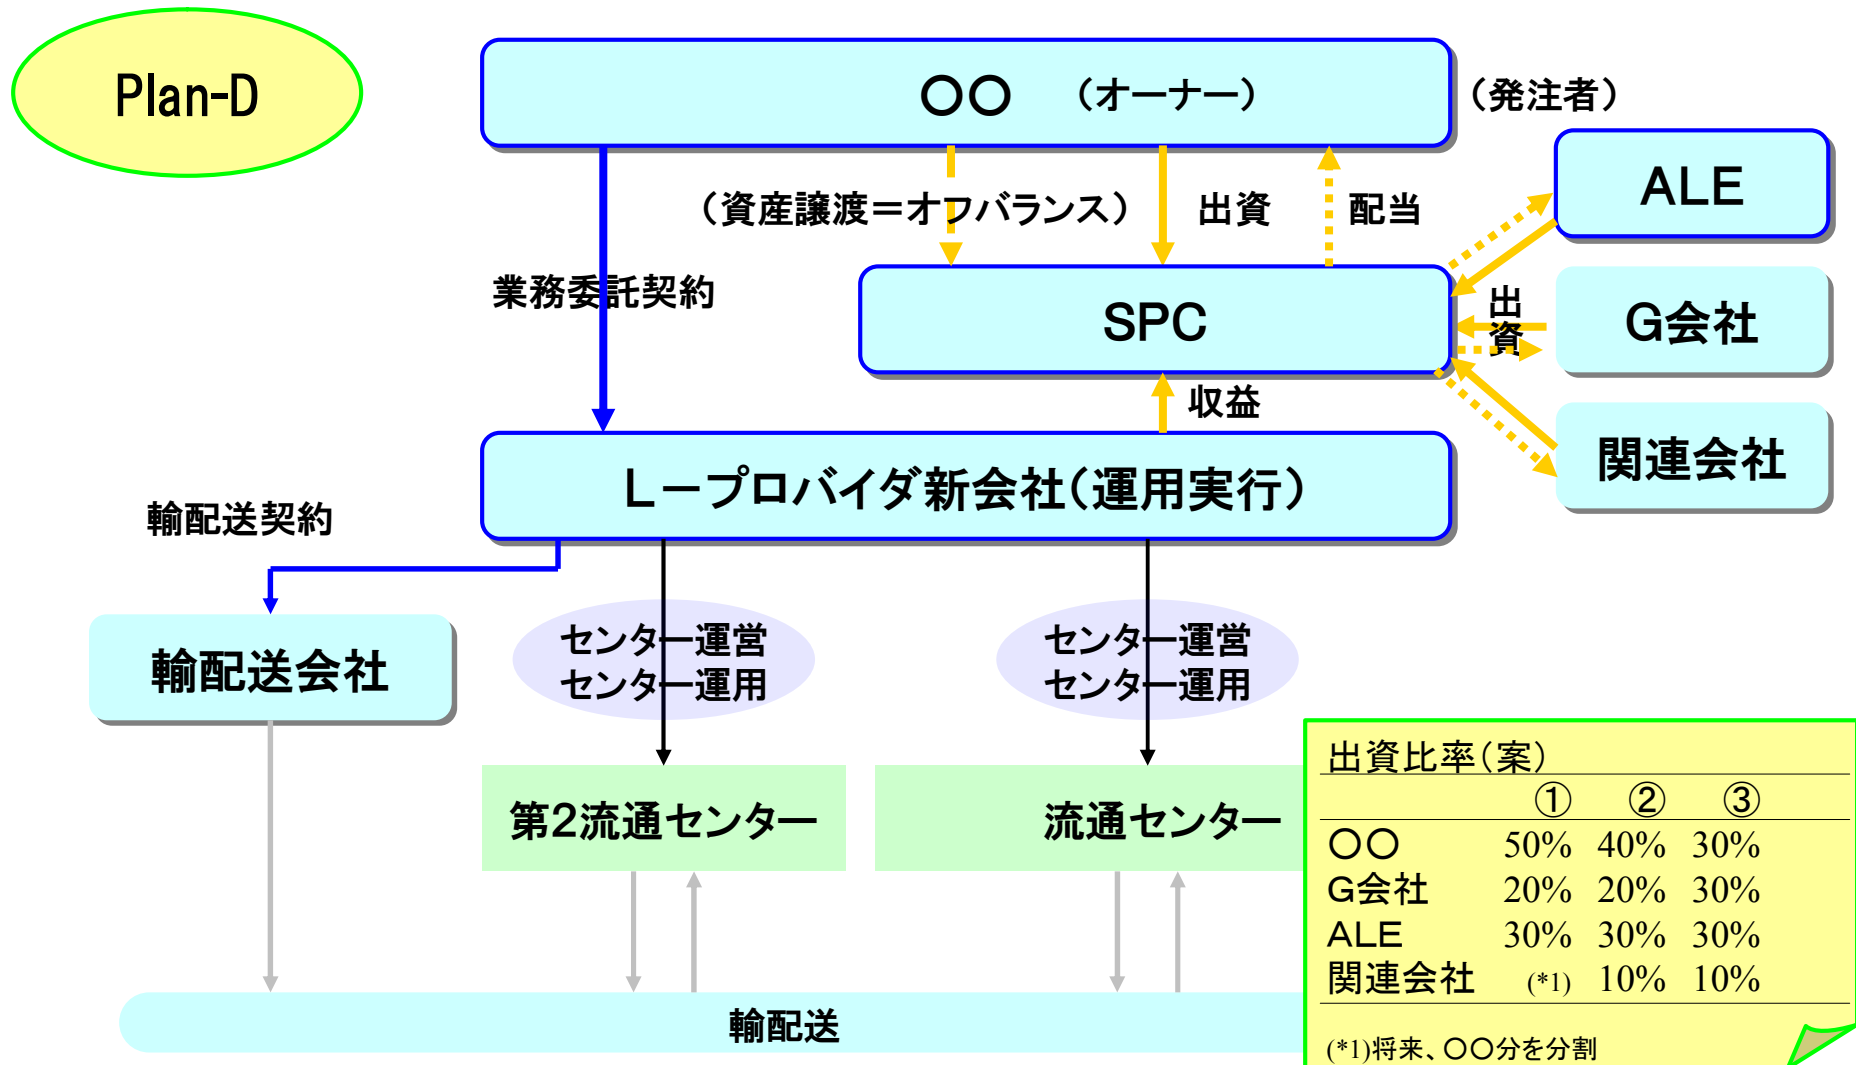 Plan-D
〇〇 （オーナー）
（発注者）
ALE
（資産譲渡＝オフバランス）
出資
配当
業務委託契約
SPC
出
資
G会社
収益
関連会社
Ｌープロバイダ新会社（運用実行）
輸配送契約
輸配送会社
センター運営
センター運用
センター運営
センター運用
第2流通センター
流通センター
輸配送
出資比率（案）
① ② ③
〇〇 50% 40% 30%
G会社 20% 20% 30%
ALE 30% 30% 30%
関連会社 (*1) 10% 10%
(*1)将来、〇〇分を分割